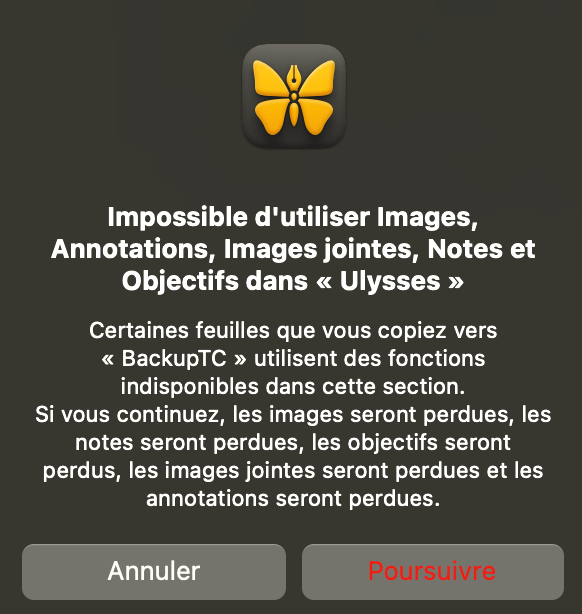 Impossible d'utiliser Images,
Annotations, Images jointes, Notes et
Objectifs dans « Ulysses »
Certaines feuilles que vous copiez vers
« BackupTC » utilisent des fonctions
indisponibles dans cette section.
Si vous continuez, les images seront perdues, les
notes seront perdues, les objectifs seront
perdus, les images jointes seront perdues et les
annotations seront perdues.
Annuler
Poursuivre